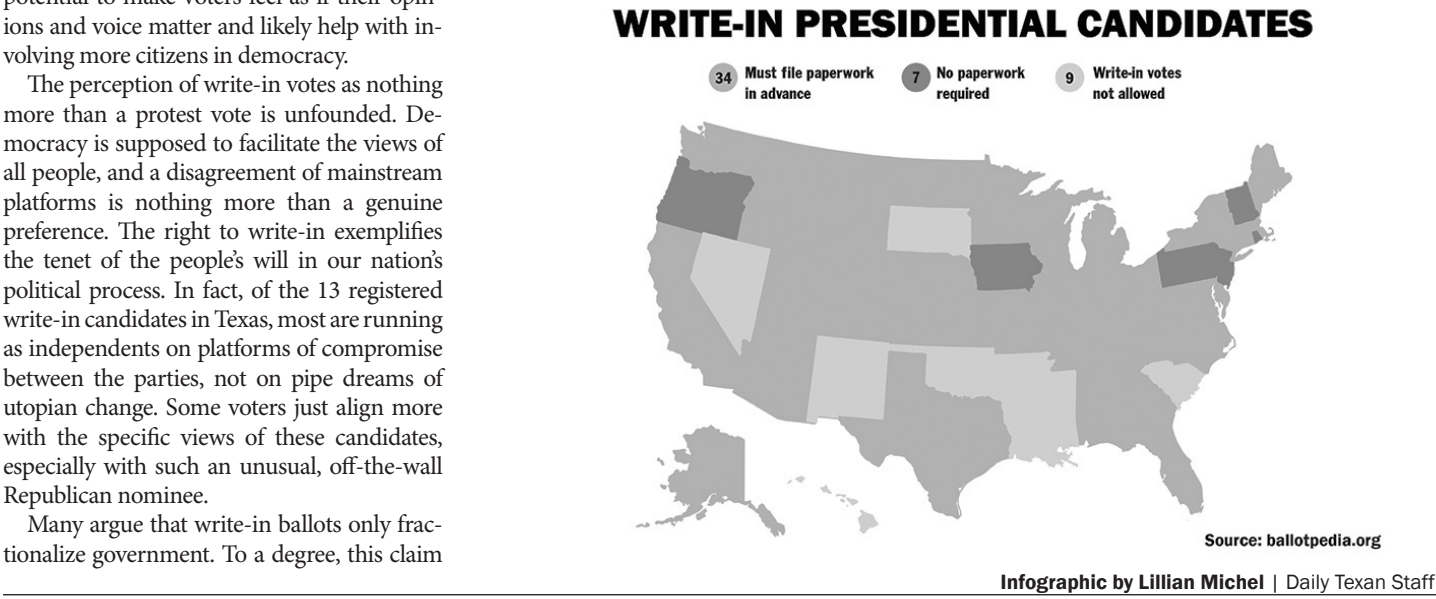 potential to make voters feel as if their opin-
ions and voice matter and likely help with in-
volving more citizens in democracy.
The perception of write-in votes as nothing
more than a protest vote is unfounded. De-
mocracy is supposed to facilitate the views of
all people, and a disagreement of mainstream
platforms is nothing more than a genuine
preference. The right to write-in exemplifies
the tenet of the people's will in our nation's
political process. In fact, of the 13 registered
write-in candidates in Texas, most are running
as independents on platforms of compromise
between the parties, not on pipe dreams of
utopian change. Some voters just align more
with the specific views of these candidates,
especially with such an unusual, off-the-wall
Republican nominee.
Many argue that write-in ballots only frac-
tionalize government. To a degree, this claim
WRITE-IN PRESIDENTIAL CANDIDATES
34 Must file paperwork
in advance
7 No paperwork
required
9 Write-in votes
not allowed
Source: ballotpedia.org
Infographic by Lillian Michel | Daily Texan Staff